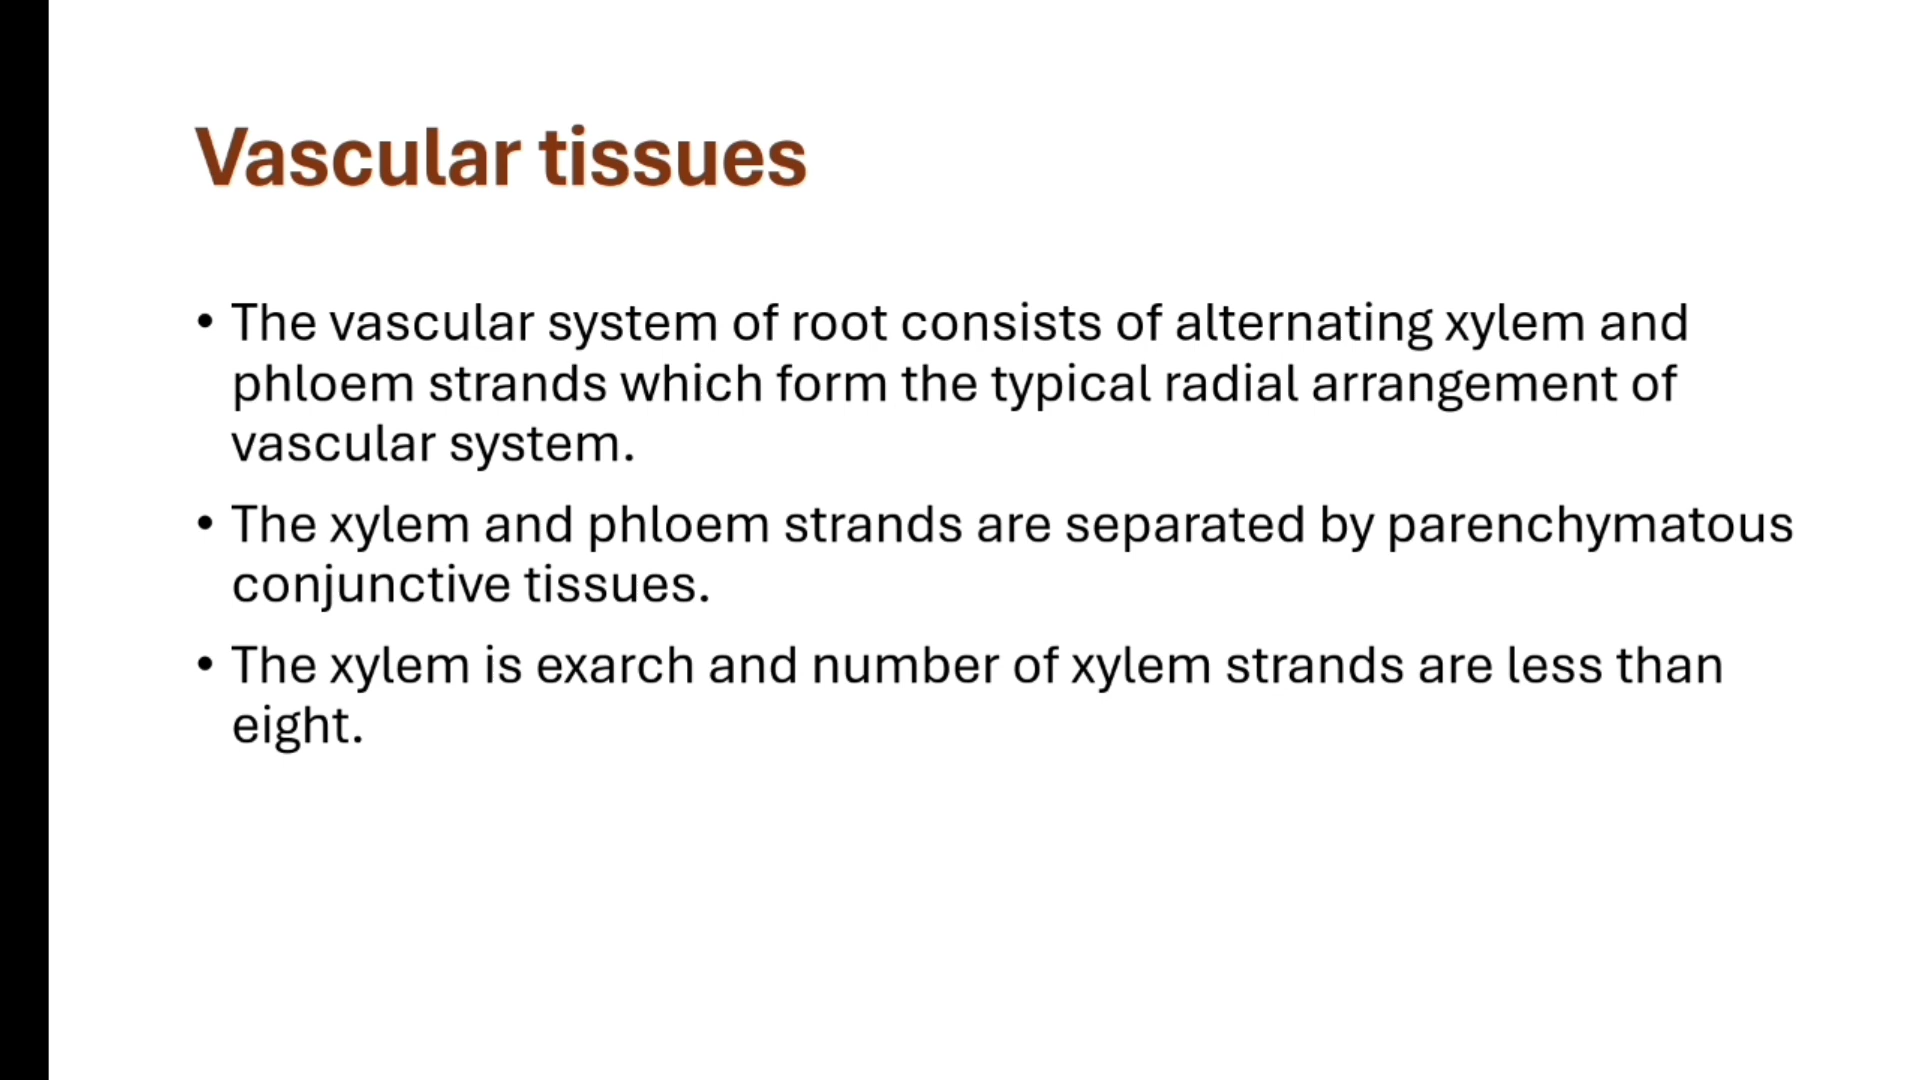 Vascular tissues
• The vascular system of root consists of alternating xylem and
phloem strands which form the typical radial arrangement of
vascular system.
• The xylem and phloem strands are separated by parenchymatous
conjunctive tissues.
• The xylem is exarch and number of xylem strands are less than
eight.